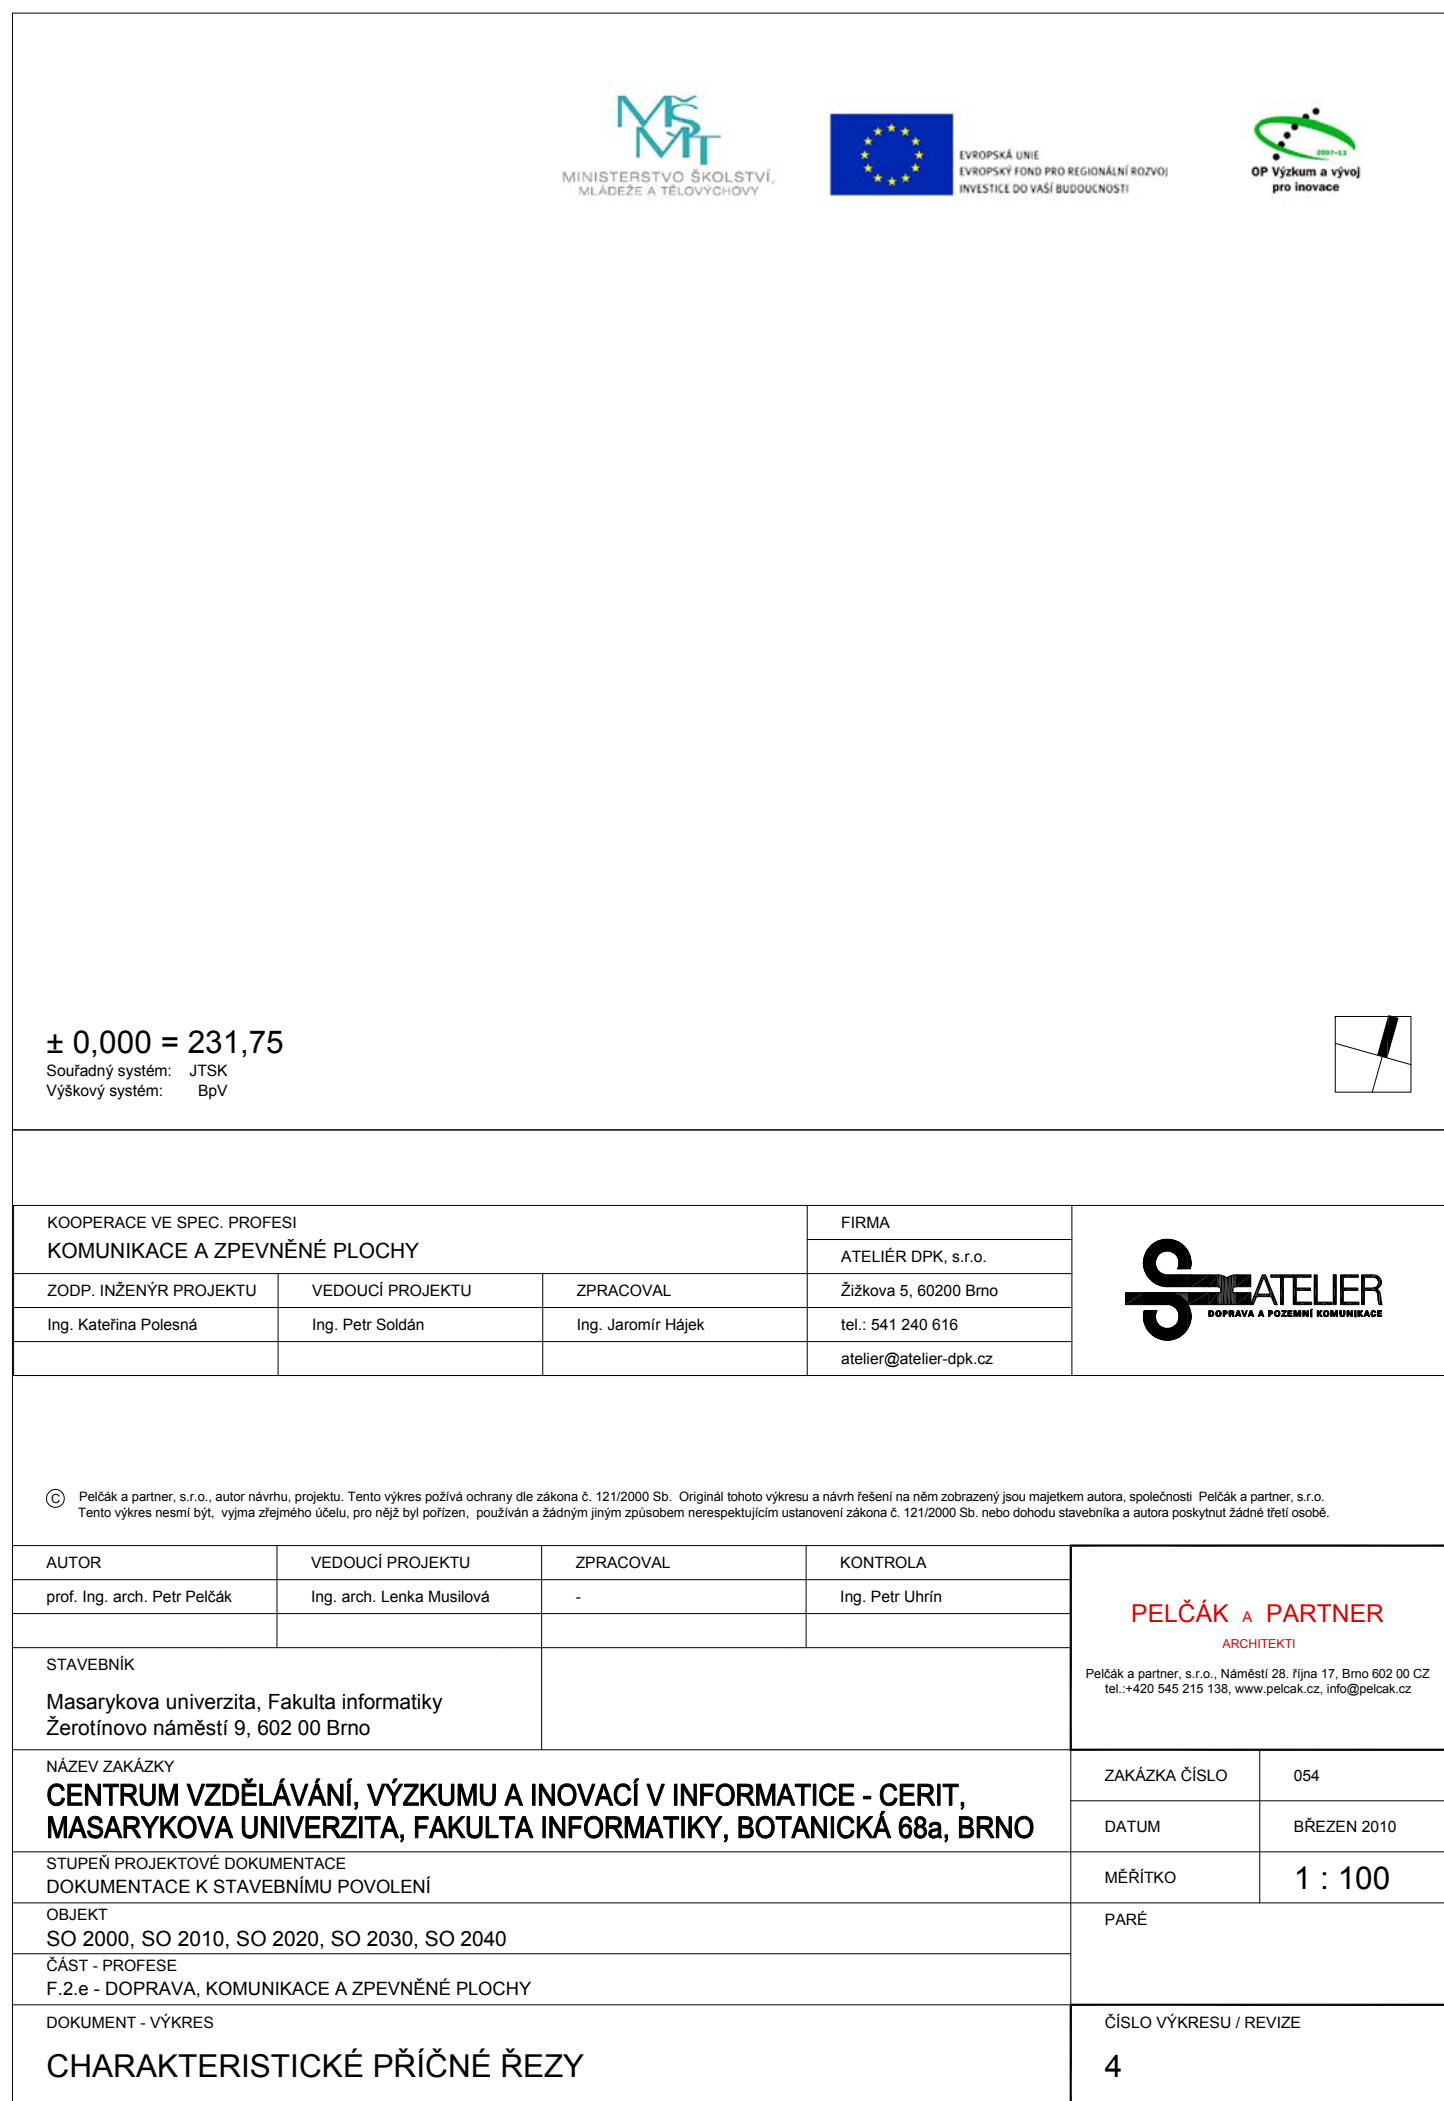 MŠMT
MINISTERSTVO ŠKOLSTVÍ,
MLÁDEŽE A TĚLOVÝCHOVY
EVROPSKÁ UNIE
EVROPSKÝ FOND PRO REGIONÁLNÍ ROZVOJ
INVESTICE DO VAŠÍ BUDOUCNOSTI
2007-13
OP Výzkum a vývoj
pro inovace
± 0,000 = 231,75
Souřadný systém: JTSK
Výškový systém: BpV
KOOPERACE VE SPEC. PROFESI
KOMUNIKACE A ZPEVNĚNÉ PLOCHY
FIRMA
ATELIÉR DPK, s.r.o.
ZODP. INŽENÝR PROJEKTU VEDOUCÍ PROJEKTU ZPRACOVAL Žižkova 5, 60200 Brno
Ing. Kateřina Polesná Ing. Petr Soldán Ing. Jaromír Hájek tel.: 541 240 616
atelier@atelier-dpk.cz
ATELIER
DOPRAVA A POZEMNÍ KOMUNIKACE
© Pelčák a partner, s.r.o., autor návrhu, projektu. Tento výkres požívá ochrany dle zákona č. 121/2000 Sb. Originál tohoto výkresu a návrh řešení na něm zobrazený jsou majetkem autora, společnosti Pelčák a partner, s.r.o.
Tento výkres nesmí být, vyjma zřejmého účelu, pro nějž byl pořízen, používán a žádným jiným způsobem nerespektujícím ustanovení zákona č. 121/2000 Sb. nebo dohodu stavebníka a autora poskytnut žádné třetí osobě.
AUTOR VEDOUCÍ PROJEKTU ZPRACOVAL KONTROLA
prof. Ing. arch. Petr Pelčák Ing. arch. Lenka Musilová - Ing. Petr Uhrín
PELČÁK A PARTNER
ARCHITEKTI
Pelčák a partner, s.r.o., Náměstí 28. října 17, Brno 602 00 CZ
tel.:+420 545 215 138, www.pelcak.cz, info@pelcak.cz
STAVEBNÍK
Masarykova univerzita, Fakulta informatiky
Žerotínovo náměstí 9, 602 00 Brno
NÁZEV ZAKÁZKY
CENTRUM VZDĚLÁVÁNÍ, VÝZKUMU A INOVACÍ V INFORMATICE - CERIT,
MASARYKOVA UNIVERZITA, FAKULTA INFORMATIKY, BOTANICKÁ 68a, BRNO
ZAKÁZKA ČÍSLO 054
DATUM BŘEZEN 2010
STUPEŇ PROJEKTOVÉ DOKUMENTACE
DOKUMENTACE K STAVEBNÍMU POVOLENÍ
MĚŘÍTKO 1 : 100
OBJEKT
SO 2000, SO 2010, SO 2020, SO 2030, SO 2040
PARÉ
ČÁST - PROFESE
F.2.e - DOPRAVA, KOMUNIKACE A ZPEVNĚNÉ PLOCHY
DOKUMENT - VÝKRES
CHARAKTERISTICKÉ PŘÍČNÉ ŘEZY
ČÍSLO VÝKRESU / REVIZE
4